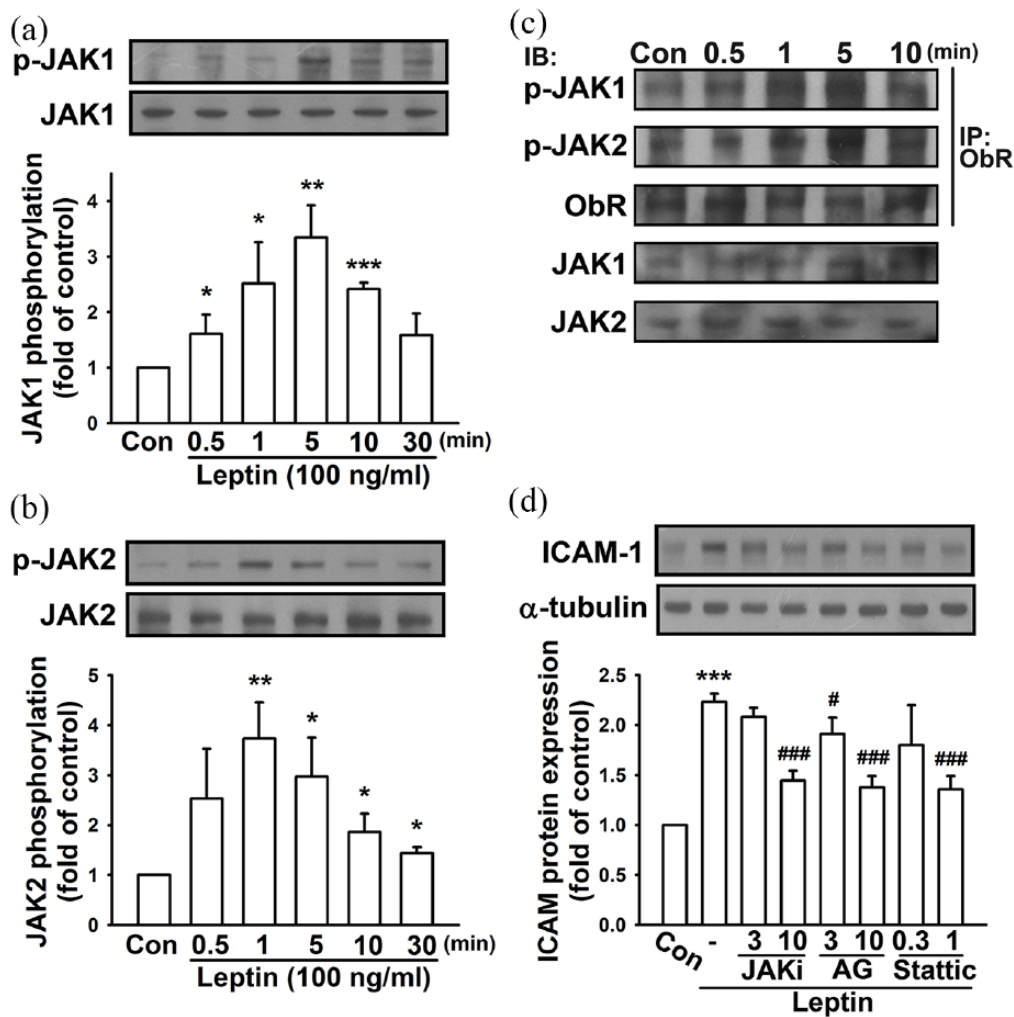 (a)
p-JAK1
JAK1
JAK1 phosphorylation
(fold of control)
4
3
2
1
0
* * ** ***
Con 0.5 1 5 10 30 (min)
Leptin (100 ng/ml)
(b)
p-JAK2
JAK2
JAK2 phosphorylation
(fold of control)
5
4
3
2
1
0
** * * *
Con 0.5 1 5 10 30 (min)
Leptin (100 ng/ml)
(c)
IB: Con 0.5 1 5 10 (min)
p-JAK1
p-JAK2
ObR
IP:
ObR
JAK1
JAK2
(d)
ICAM-1
α-tubulin
ICAM protein expression
(fold of control)
2.5
2.0
1.5
1.0
0.5
0.0
*** ### # ### ###
Con - 3 10 3 10 0.3 1
JAKi AG Stattic
Leptin